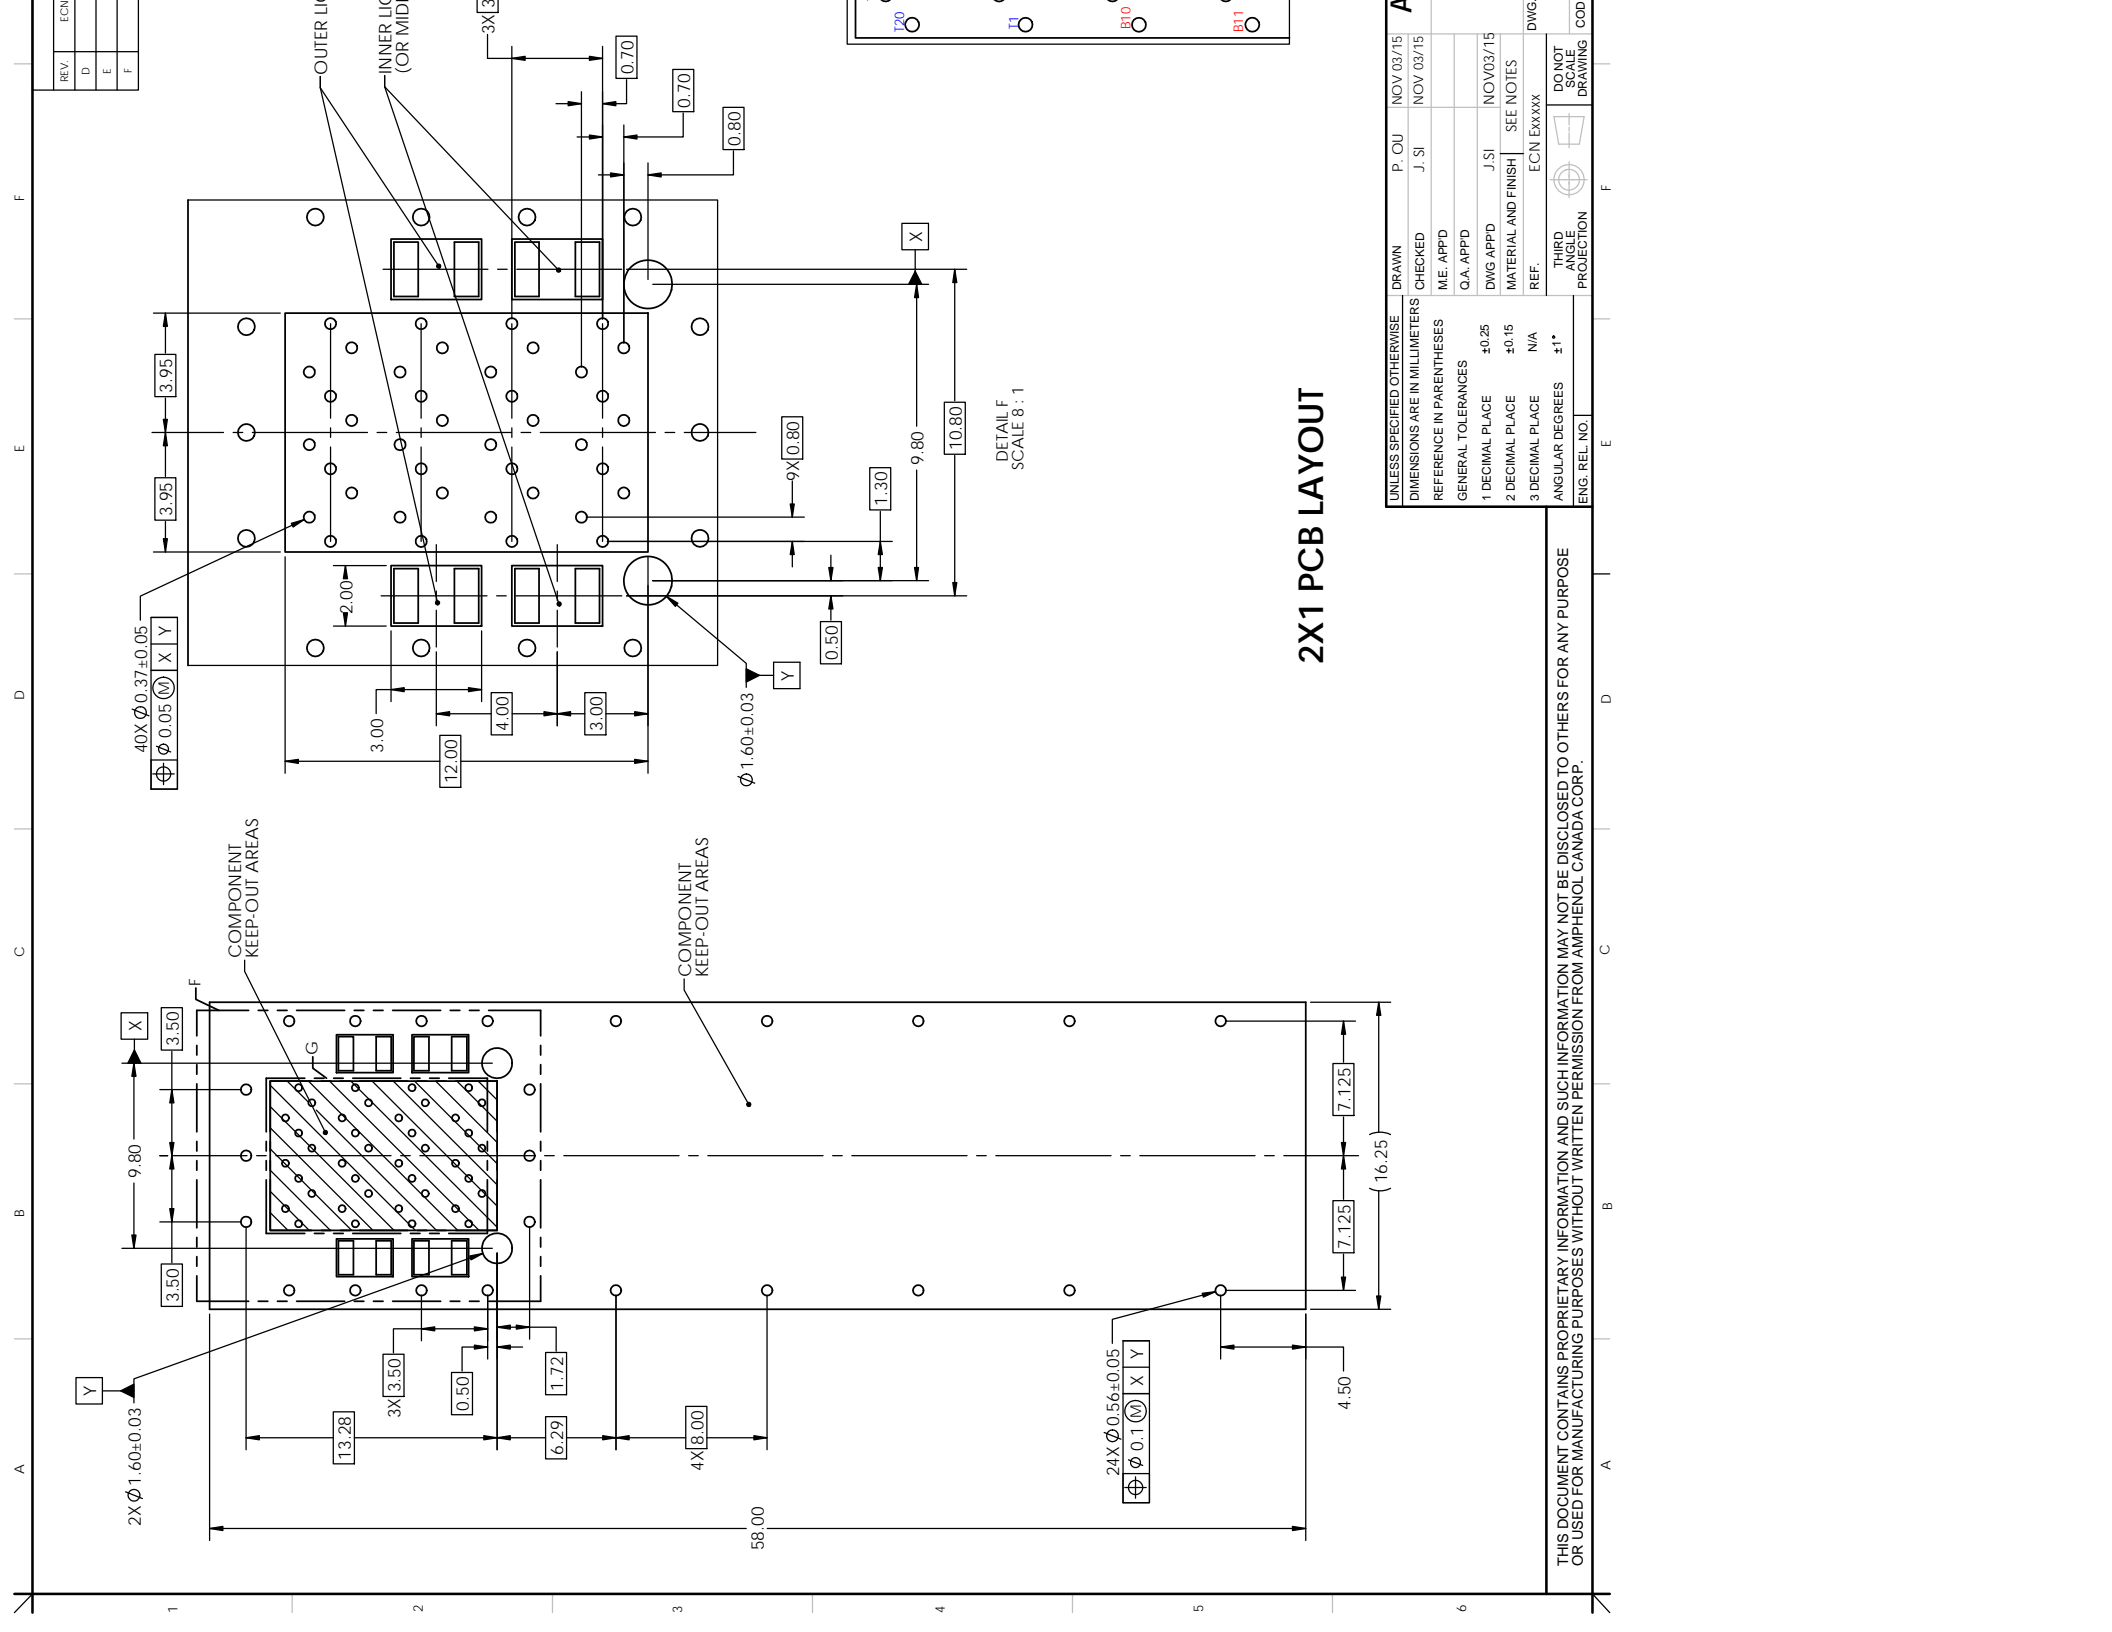 REV.
ECN
D
E
F
OUTER LI
INNER LI
(OR MID
3X 3
0.70
0.70
0.80
T20
T1
B10
B11
X
3.95
3.95
9X 0.80
1.30
9.80
10.80
0.50
DETAIL F
SCALE 8 : 1
2.00
40X Ø 0.37±0.05
Ø 0.05 Ⓜ X Y
3.00
4.00
3.00
12.00
Ø1.60±0.03
Y
2X1 PCB LAYOUT
COMPONENT
KEEP-OUT AREAS
COMPONENT
KEEP-OUT AREAS
F
G
X
3.50
9.80
3.50
Y
2X Ø 1.60±0.03
3X 3.50
0.50
1.72
13.28
6.29
4X 8.00
58.00
7.125
7.125
( 16.25 )
24X Ø 0.56±0.05
Ø 0.1 Ⓜ X Y
4.50
UNLESS SPECIFIED OTHERWISE
DIMENSIONS ARE IN MILLIMETERS
REFERENCE IN PARENTHESES
GENERAL TOLERANCES
1 DECIMAL PLACE ±0.25
2 DECIMAL PLACE ±0.15
3 DECIMAL PLACE N/A
ANGULAR DEGREES ±1°
ENG. REL. NO.
DRAWN P. OU NOV 03/15
CHECKED J. SI NOV 03/15
M.E. APP'D
Q.A. APP'D
DWG APP'D J.SI NOV03/15
MATERIAL AND FINISH SEE NOTES
REF. ECN Exxxxx
THIRD
ANGLE
PROJECTION
DO NOT
SCALE
DRAWING
A
DWG.
COD
THIS DOCUMENT CONTAINS PROPRIETARY INFORMATION AND SUCH INFORMATION MAY NOT BE DISCLOSED TO OTHERS FOR ANY PURPOSE
OR USED FOR MANUFACTURING PURPOSES WITHOUT WRITTEN PERMISSION FROM AMPHENOL CANADA CORP.
A
B
C
D
E
F
A
B
C
D
E
F
1
2
3
4
5
6